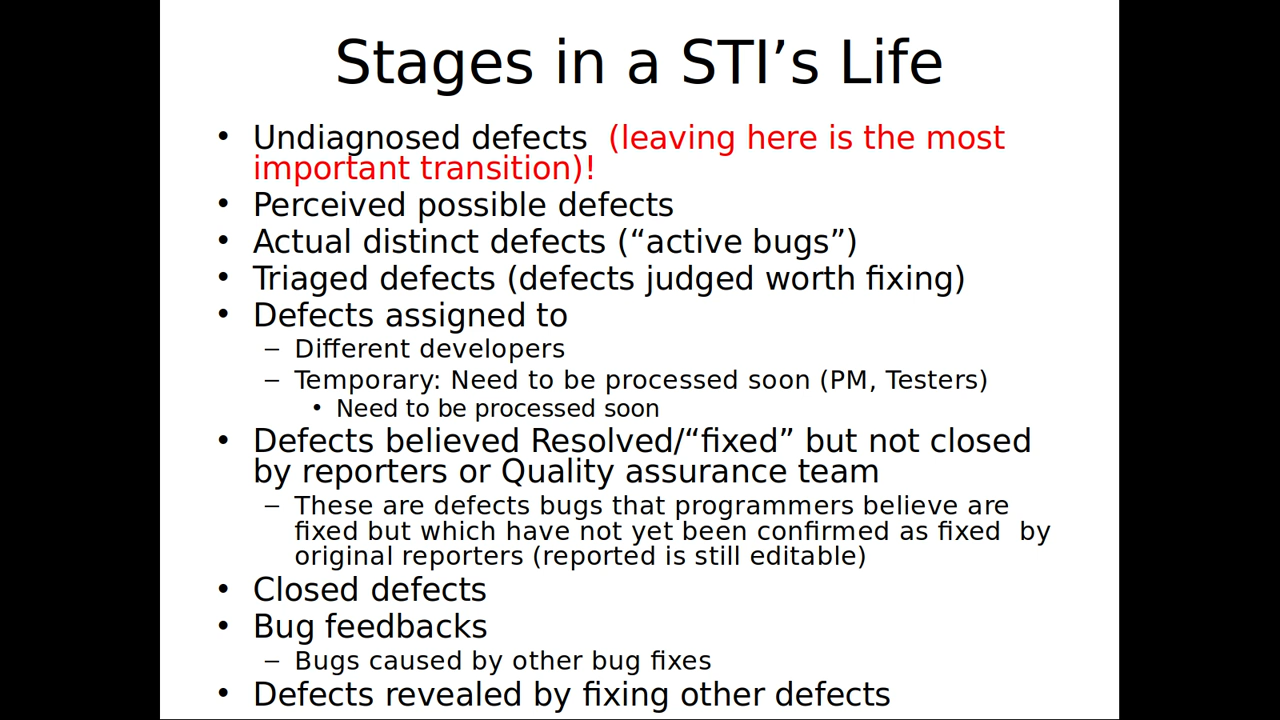 Stages in a STI’s Life
• Undiagnosed defects  (leaving here is the most
important transition)!
• Perceived possible defects
• Actual distinct defects (“active bugs”)
• Triaged defects (defects judged worth fixing)
• Defects assigned to
– Different developers
– Temporary: Need to be processed soon (PM, Testers)
• Need to be processed soon
• Defects believed Resolved/“fixed” but not closed
by reporters or Quality assurance team
– These are defects bugs that programmers believe are
fixed but which have not yet been confirmed as fixed  by
original reporters (reported is still editable)
• Closed defects
• Bug feedbacks
– Bugs caused by other bug fixes
• Defects revealed by fixing other defects